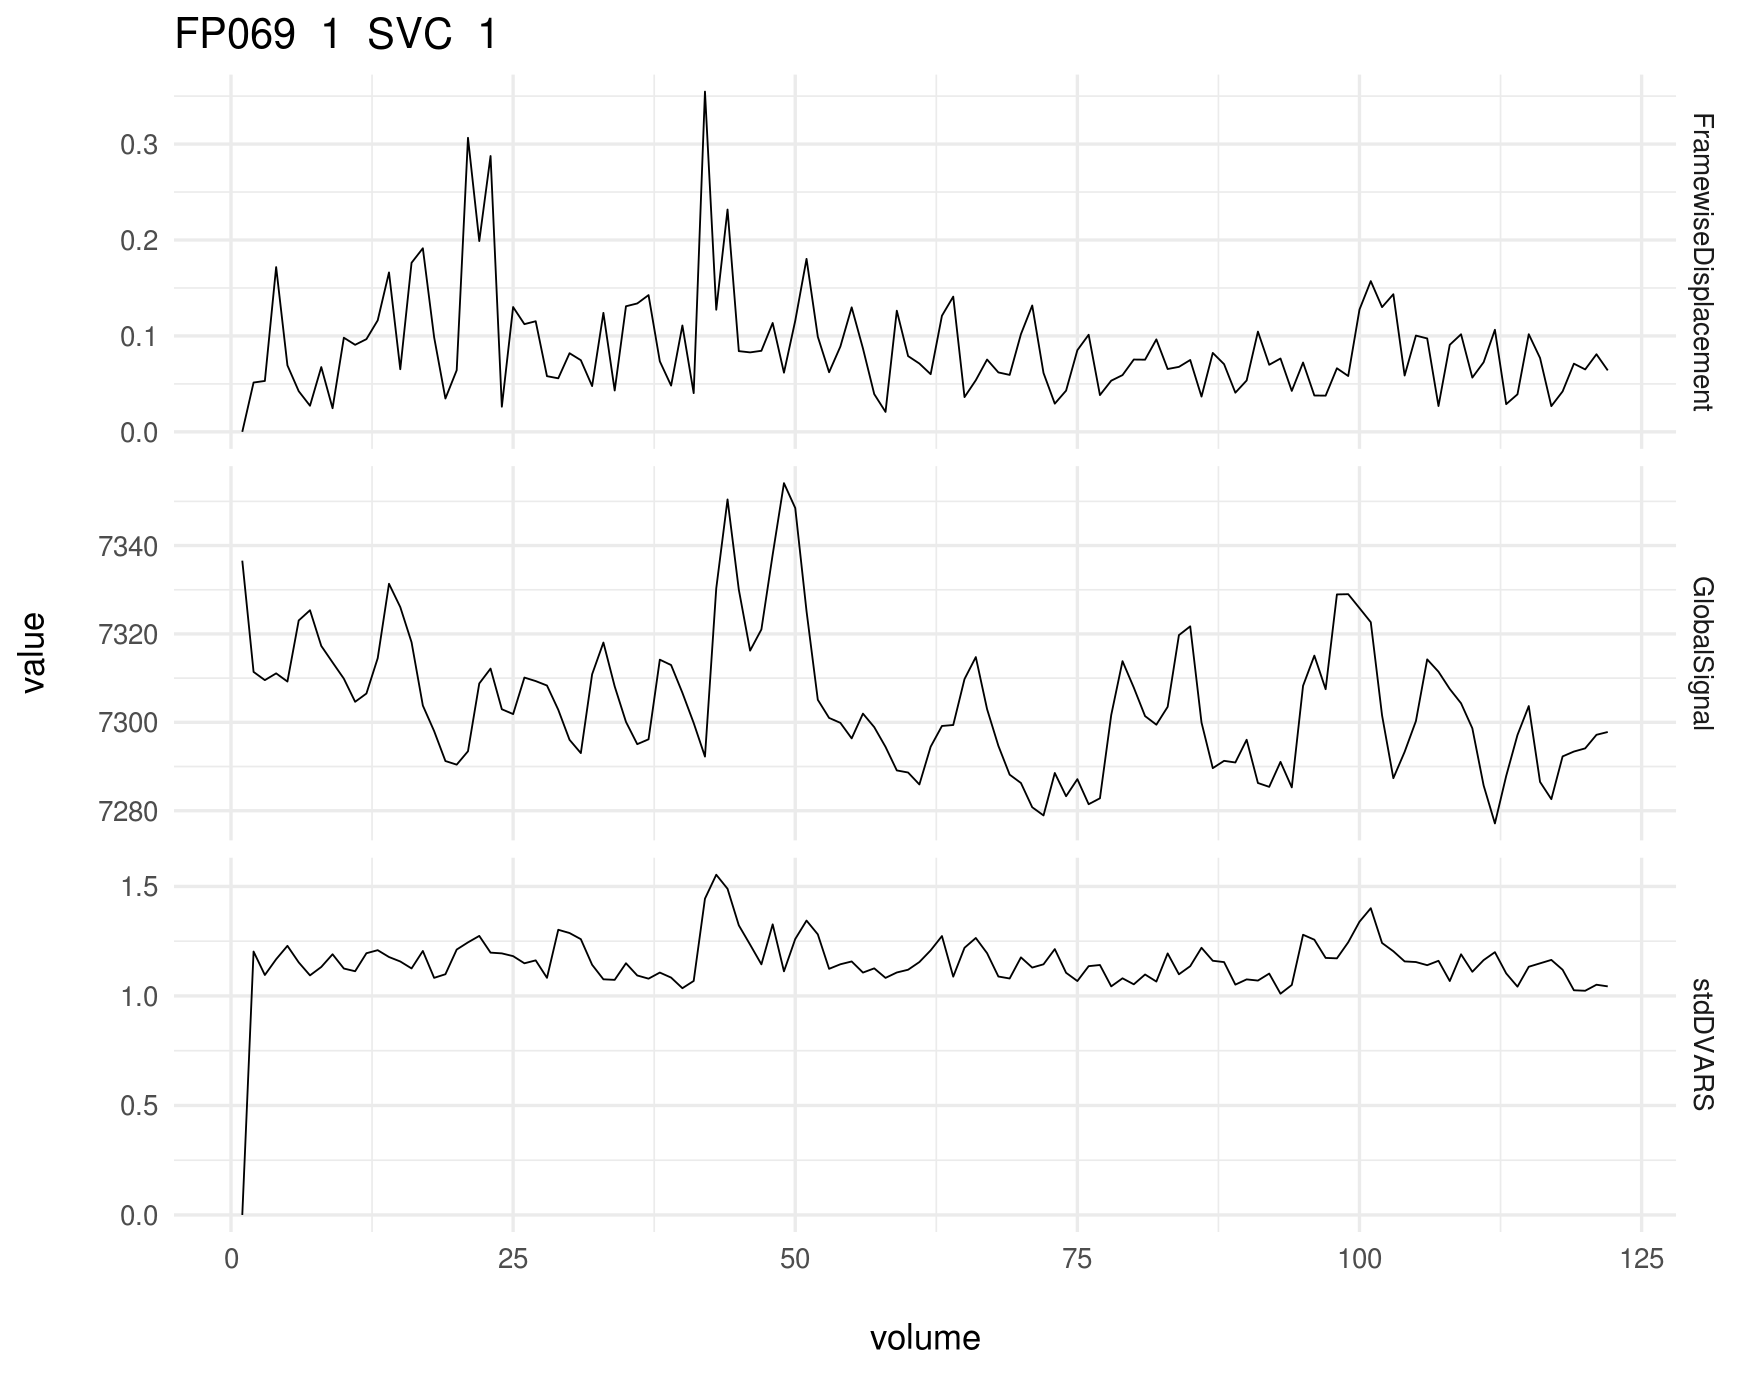 FP069 1 SVC 1
0.3
0.2
0.1
0.0
FramewiseDisplacement
7340
7320
7300
7280
GlobalSignal
value
1.5
1.0
0.5
0.0
stdDVARS
0 25 50 75 100 125
volume